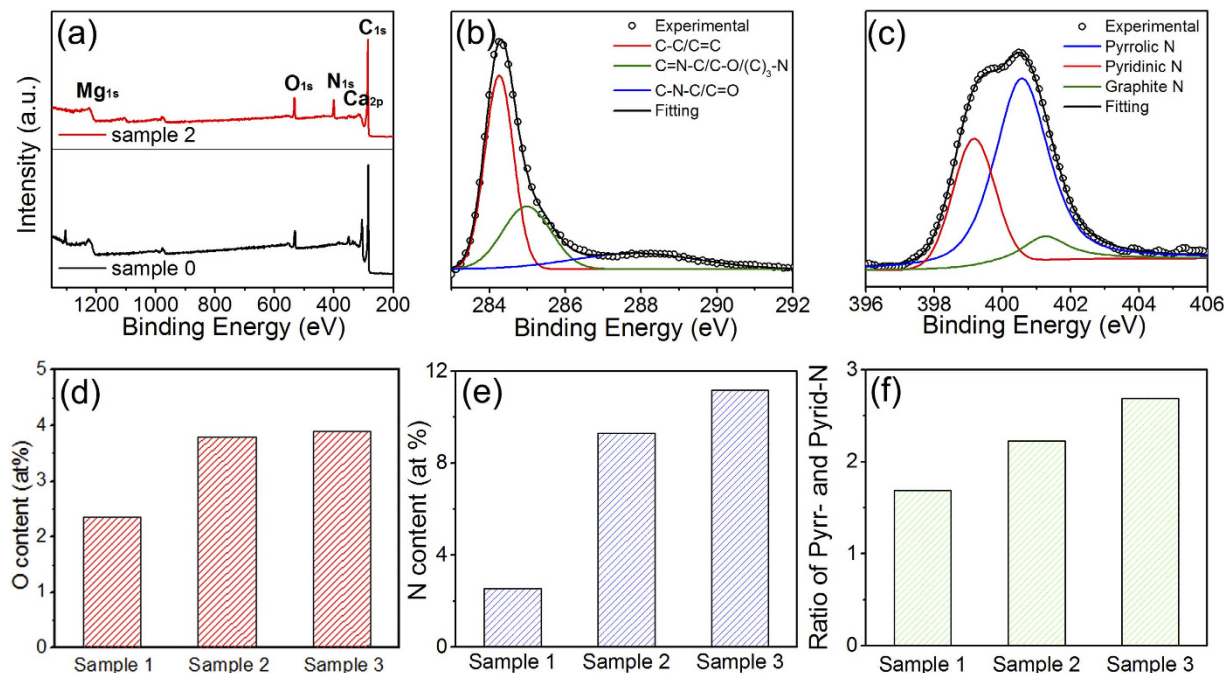 (a)
C1s
Mg1s
O1s
N1s
Ca2p
sample 2
sample 0
Intensity (a.u.)
1200 1000 800 600 400 200
Binding Energy (eV)
(b)
Experimental
C-C/C=C
C=N-C/C-O/(C)3-N
C-N-C/C=O
Fitting
284 286 288 290 292
Binding Energy (eV)
(c)
Experimental
Pyrrolic N
Pyridinic N
Graphite N
Fitting
396 398 400 402 404 406
Binding Energy (eV)
(d)
O content (at%)
5
4
3
2
1
0
Sample 1 Sample 2 Sample 3
(e)
N content (at %)
12
8
4
0
Sample 1 Sample 2 Sample 3
(f)
Ratio of Pyrr- and Pyrid-N
3
2
1
0
Sample 1 Sample 2 Sample 3